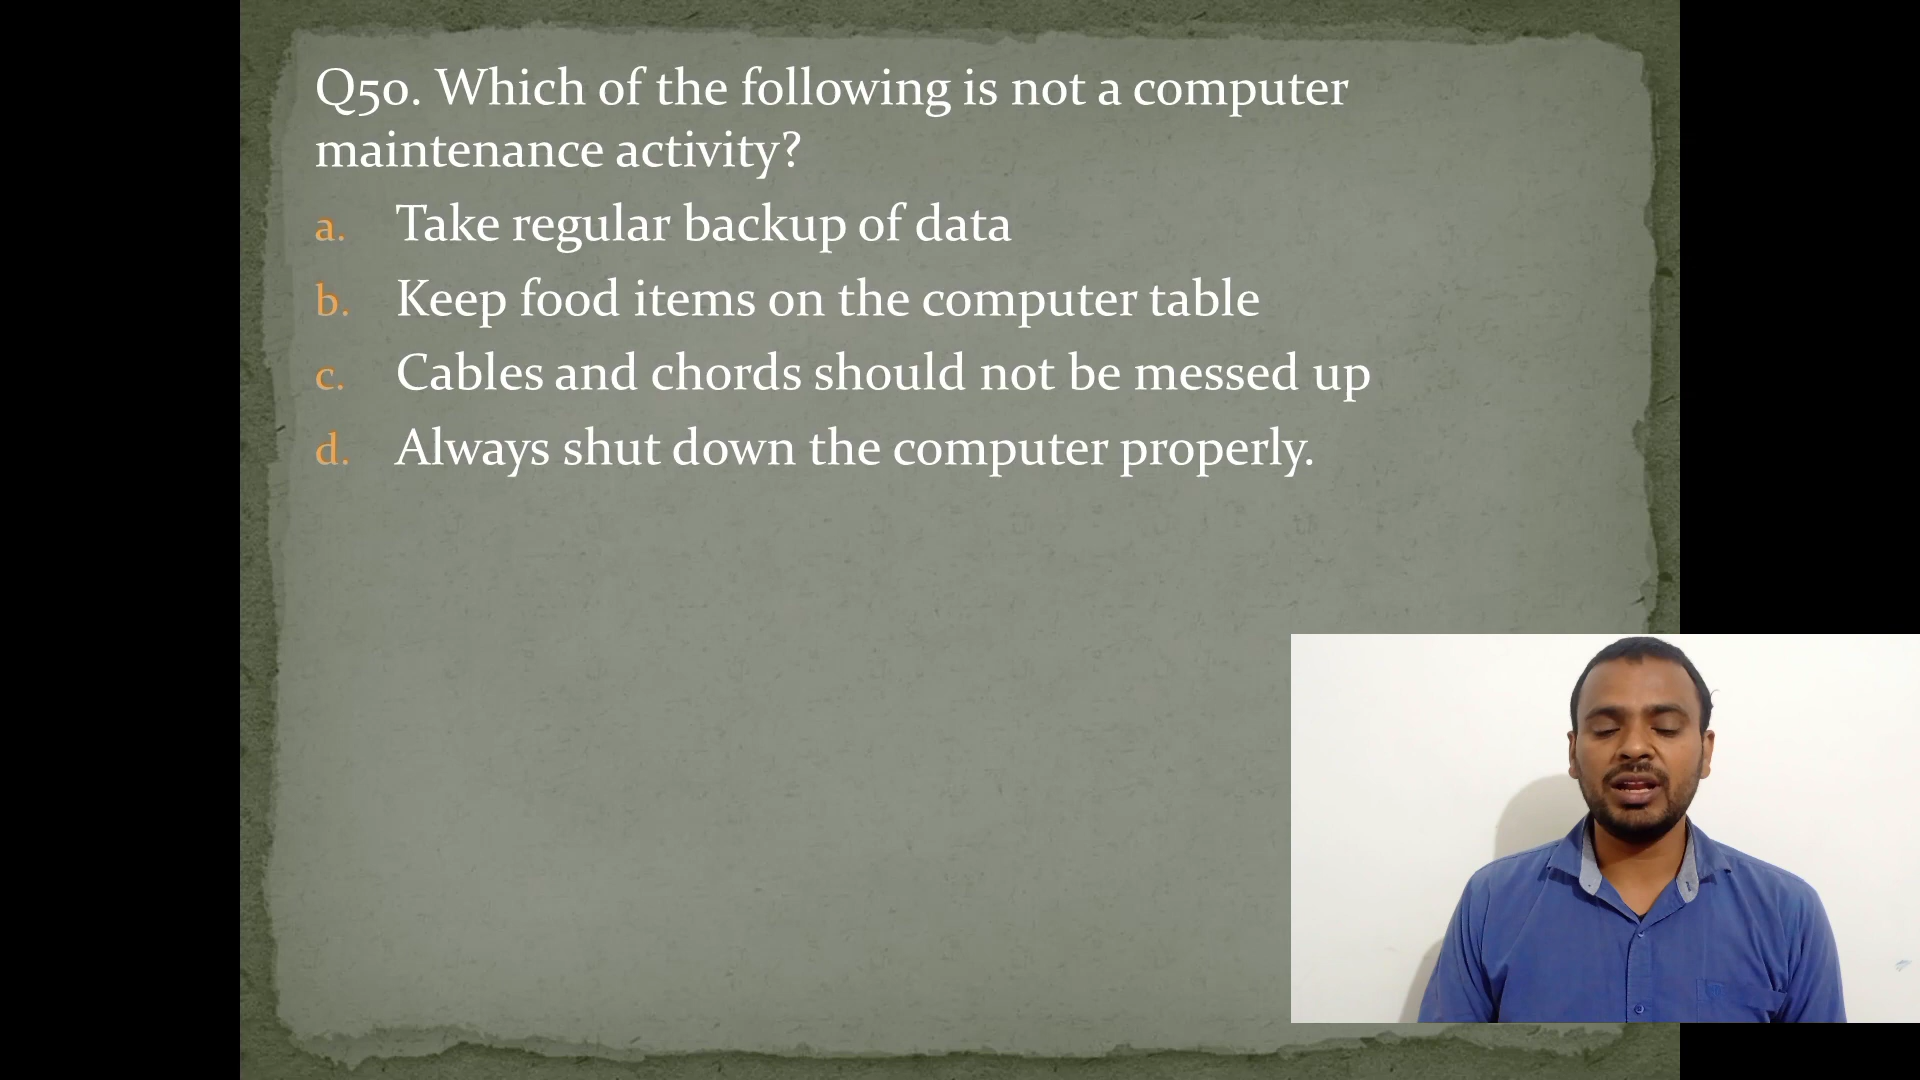 Q50. Which of the following is not a computer
maintenance activity?
a. Take regular backup of data
b. Keep food items on the computer table
c. Cables and chords should not be messed up
d. Always shut down the computer properly.